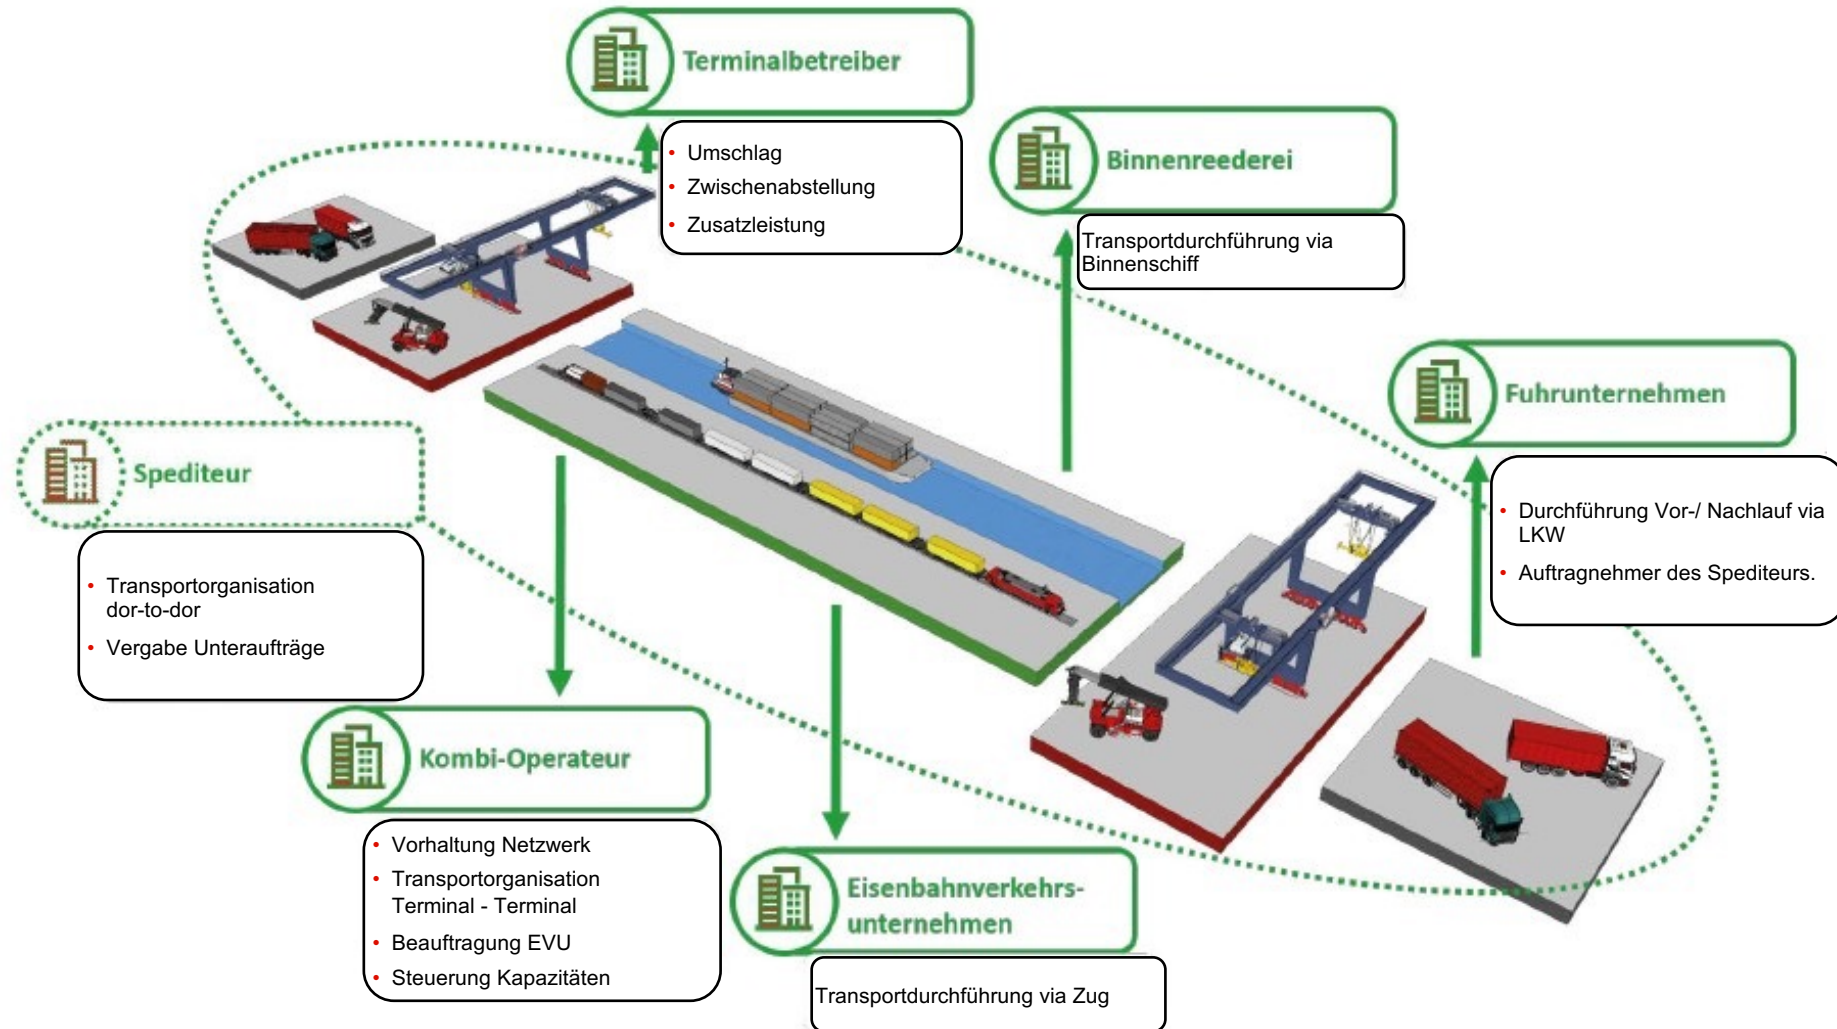 Terminalbetreiber
• Umschlag
• Zwischenabstellung
• Zusatzleistung
Binnenreederei
Transportdurchführung via
Binnenschiff
Fuhrunternehmen
• Durchführung Vor-/ Nachlauf via
LKW
• Auftragnehmer des Spediteurs.
Spediteur
• Transportorganisation
dor-to-dor
• Vergabe Unteraufträge
Kombi-Operateur
• Vorhaltung Netzwerk
• Transportorganisation
Terminal - Terminal
• Beauftragung EVU
• Steuerung Kapazitäten
Eisenbahnverkehrs-
unternehmen
Transportdurchführung via Zug